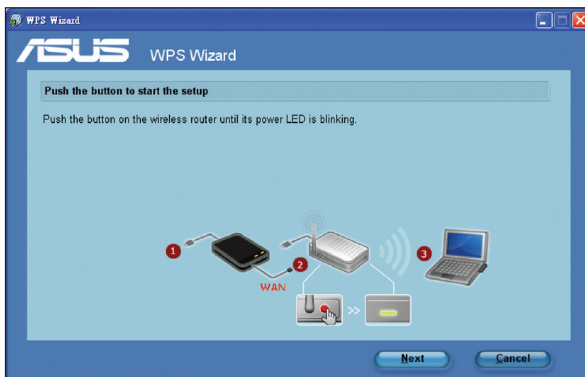 WPS Wizard
ASUS WPS Wizard
Push the button to start the setup
Push the button on the wireless router until its power LED is blinking.
1
2
3
WAN
>>
Next
Cancel